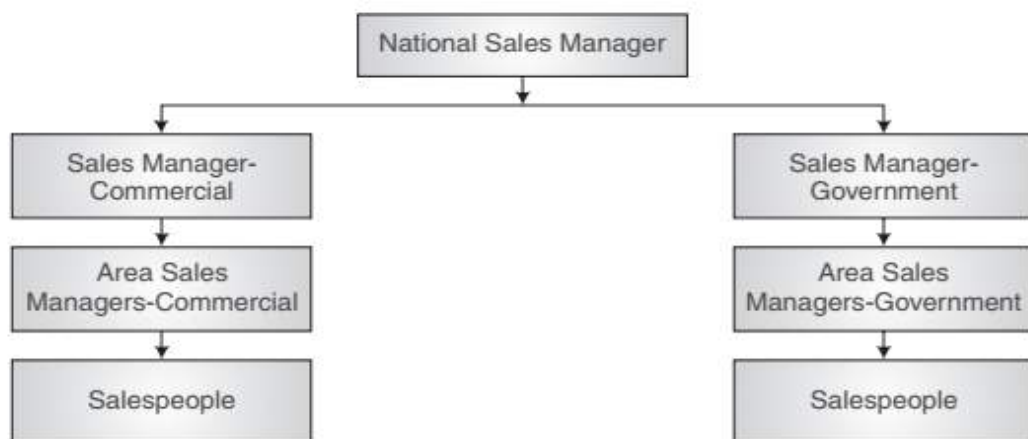 National Sales Manager
Sales Manager-
Commercial
Sales Manager-
Government
Area Sales
Managers-Commercial
Area Sales
Managers-Government
Salespeople
Salespeople